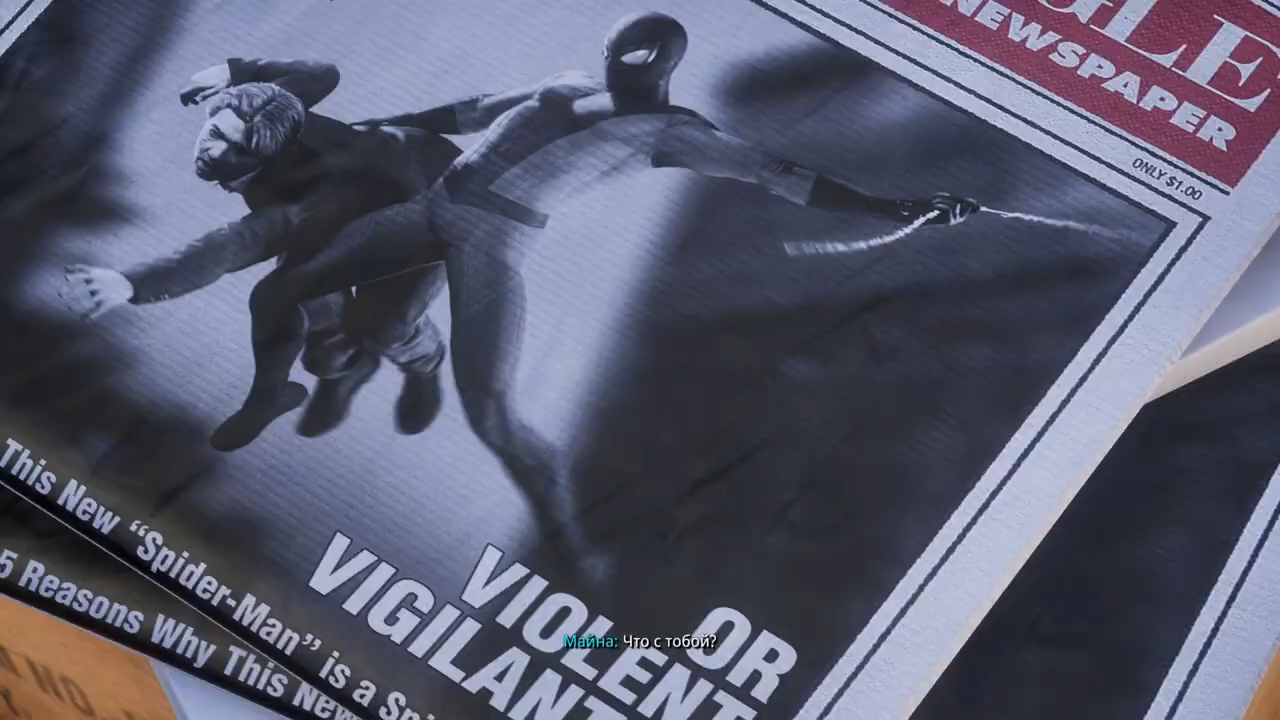 GLE
NEWSPAPER
ONLY $1.00
OR
VIOLENT
VIGILANT
This New “Spider-Man” is a
5 Reasons Why This New
Майна: Что с тобой?